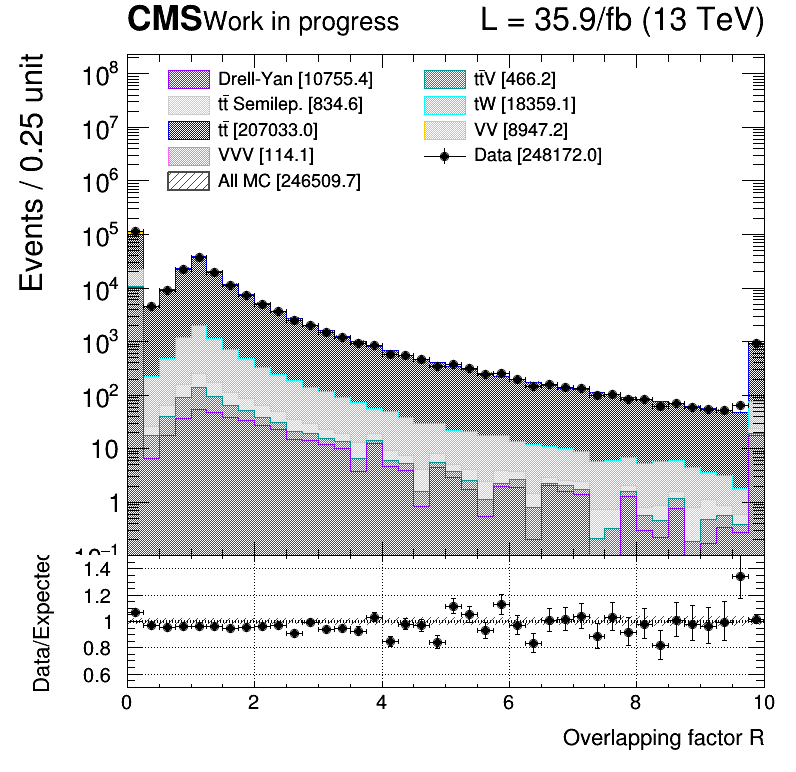 CMS Work in progress L = 35.9/fb (13 TeV)
Events / 0.25 unit
10⁸
10⁷
10⁶
10⁵
10⁴
10³
10²
10
1
10⁻¹
Drell-Yan [10755.4]
tt̄ Semilep. [834.6]
tt̄ [207033.0]
VVV [114.1]
All MC [246509.7]
tt̄V [466.2]
tW [18359.1]
VV [8947.2]
Data [248172.0]
Data/Expected
1.4
1.2
1
0.8
0.6
0 2 4 6 8 10
Overlapping factor R